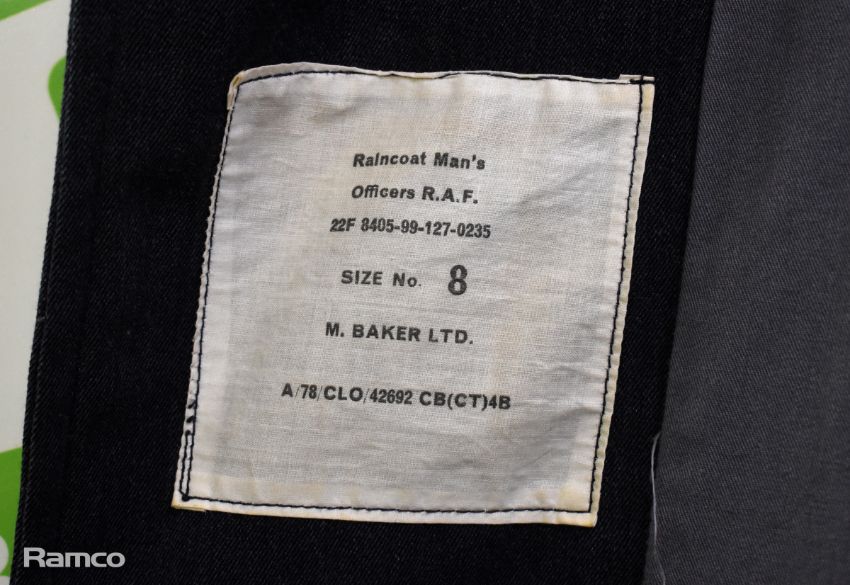 Raincoat Man's
Officers R.A.F.
22F 8405-99-127-0235
SIZE No. 8
M. BAKER LTD.
A/78/CLO/42692 CB(CT)4B
Ramco